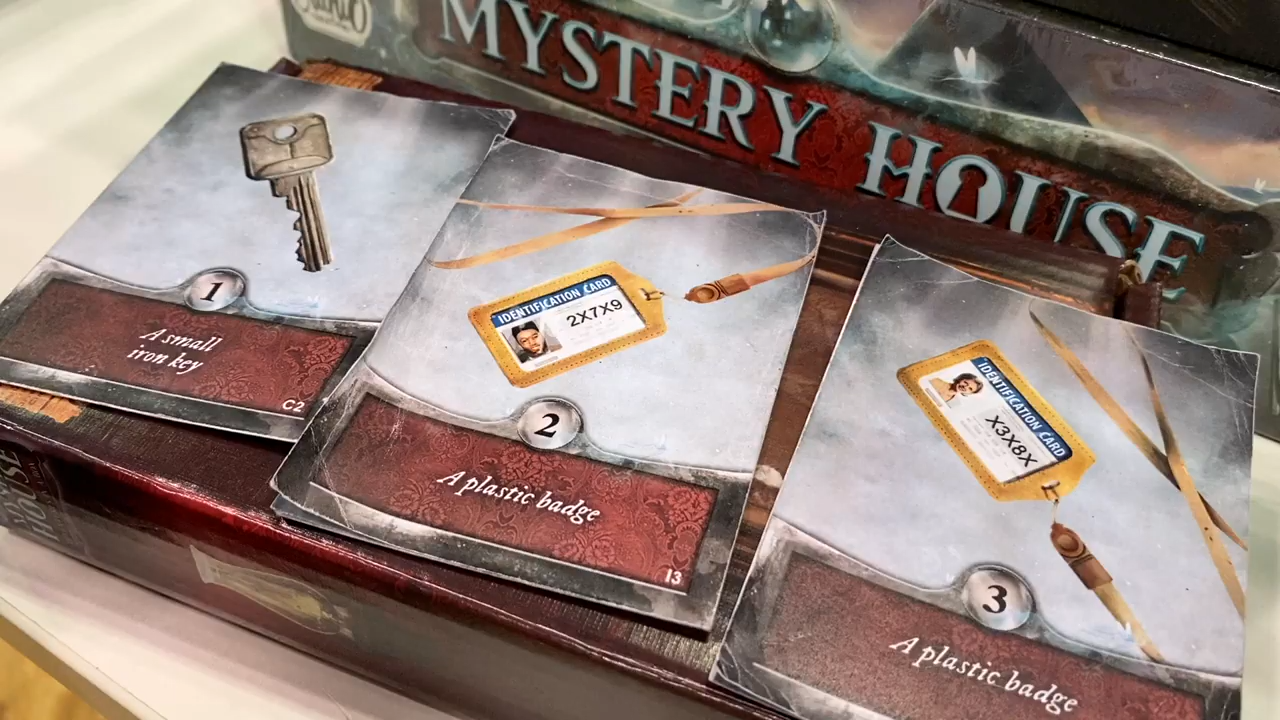 MYSTERY HOUSE
1
A small
iron key
C2
IDENTIFICATION CARD
2X7X9
2
A plastic badge
13
IDENTIFICATION CARD
X3X8X
3
A plastic badge
HOUSE